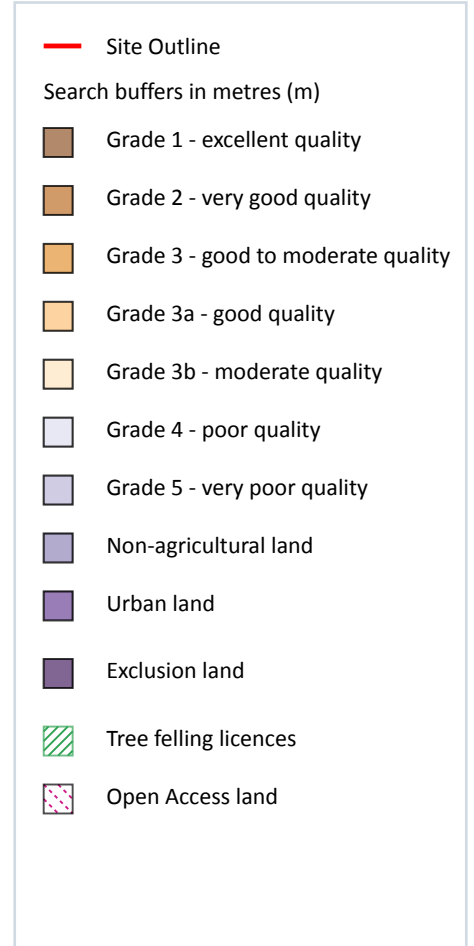 Site Outline
Search buffers in metres (m)
Grade 1 - excellent quality
Grade 2 - very good quality
Grade 3 - good to moderate quality
Grade 3a - good quality
Grade 3b - moderate quality
Grade 4 - poor quality
Grade 5 - very poor quality
Non-agricultural land
Urban land
Exclusion land
Tree felling licences
Open Access land